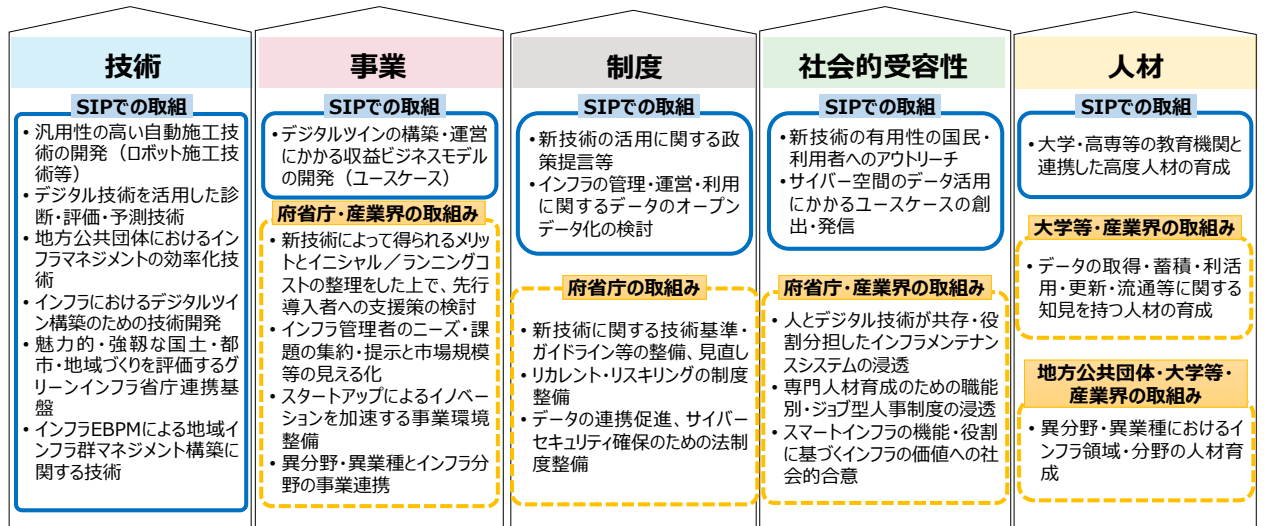 技術
SIPでの取組
・汎用性の高い自動施工技
術の開発（ロボット施工技
術等）
・デジタル技術を活用した診
断・評価・予測技術
・地方公共団体におけるイン
フラマネジメントの効率化技
術
・インフラにおけるデジタルツイ
ン構築のための技術開発
・魅力的・強靱な国土・都
市・地域づくりを評価するグ
リーンインフラ省庁連携基
盤
・インフラEBPMによる地域イ
ンフラ群マネジメント構築に
関する技術
事業
SIPでの取組
・デジタルツインの構築・運営
にかかる収益ビジネスモデル
の開発（ユースケース）
府省庁・産業界の取組み
・新技術によって得られるメリッ
トとイニシャル／ランニングコ
ストの整理をした上で、先行
導入者への支援策の検討
・インフラ管理者のニーズ・課
題の集約・提示と市場規模
等の見える化
・スタートアップによるイノベー
ションを加速する事業環境
整備
・異分野・異業種とインフラ分
野の事業連携
制度
SIPでの取組
・新技術の活用に関する政
策提言等
・インフラの管理・運営・利用
に関するデータのオープン
データ化の検討
府省庁の取組み
・新技術に関する技術基準・
ガイドライン等の整備、見直し
・リカレント・リスキリングの制度
整備
・データの連携促進、サイバー
セキュリティ確保のための法制
度整備
社会的受容性
SIPでの取組
・新技術の有用性の国民・
利用者へのアウトリーチ
・サイバー空間のデータ活用
にかかるユースケースの創
出・発信
府省庁・産業界の取組み
・人とデジタル技術が共存・役
割分担したインフラメンテナン
スシステムの浸透
・専門人材育成のための職能
別・ジョブ型人事制度の浸透
・スマートインフラの機能・役割
に基づくインフラの価値への社
会的合意
人材
SIPでの取組
・大学・高専等の教育機関と
連携した高度人材の育成
大学等・産業界の取組み
・データの取得・蓄積・利活
用・更新・流通等に関する
知見を持つ人材の育成
地方公共団体・大学等・
産業界の取組み
・異分野・異業種におけるイ
ンフラ領域・分野の人材育
成